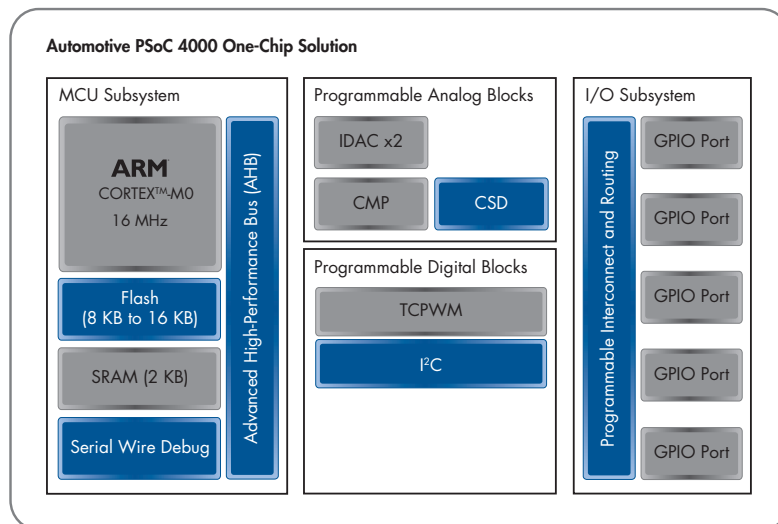 Automotive PSoC 4000 One-Chip Solution
MCU Subsystem
ARM
CORTEX™-M0
16 MHz
Flash
(8 KB to 16 KB)
SRAM (2 KB)
Serial Wire Debug
Advanced High-Performance Bus (AHB)
Programmable Analog Blocks
IDAC x2
CMP
CSD
Programmable Digital Blocks
TCPWM
I²C
I/O Subsystem
Programmable Interconnect and Routing
GPIO Port
GPIO Port
GPIO Port
GPIO Port
GPIO Port